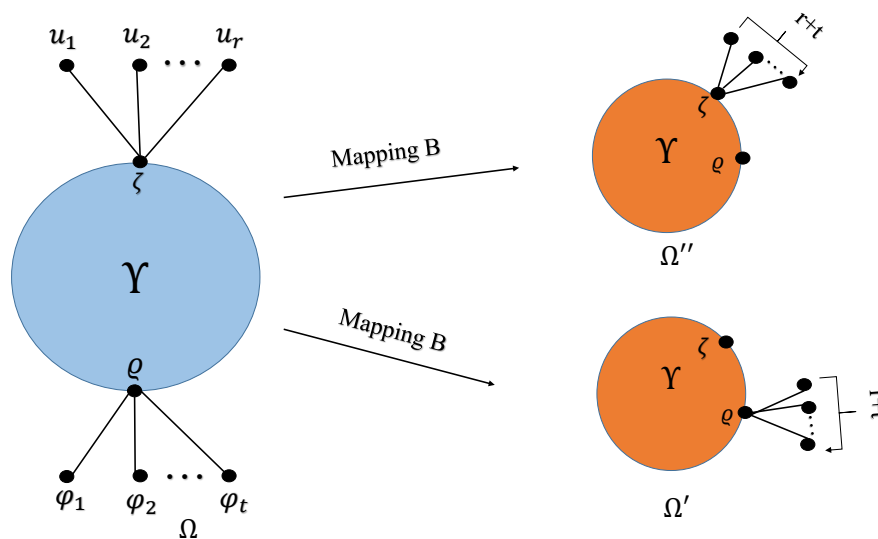 u₁ u₂ ··· uᵣ
ζ
ϒ
ϱ
φ₁ φ₂ ··· φₜ
Ω
Mapping B
Mapping B
r+t
ζ
ϒ
ϱ
Ω′′
ζ
ϒ
ϱ
Ω′